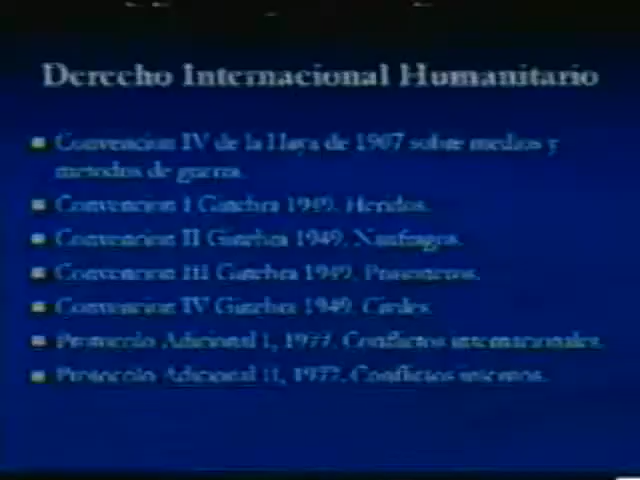 Derecho Internacional Humanitario
Convencion IV de la Haya de 1907 sobre medios y
metodos de guerra.
Convencion I Ginebra 1949. Heridos.
Convencion II Ginebra 1949. Naufragos.
Convencion III Ginebra 1949. Prisioneros.
Convencion IV Ginebra 1949. Civiles.
Protocolo Adicional I, 1977. Conflictos internacionales.
Protocolo Adicional II, 1977. Conflictos internos.